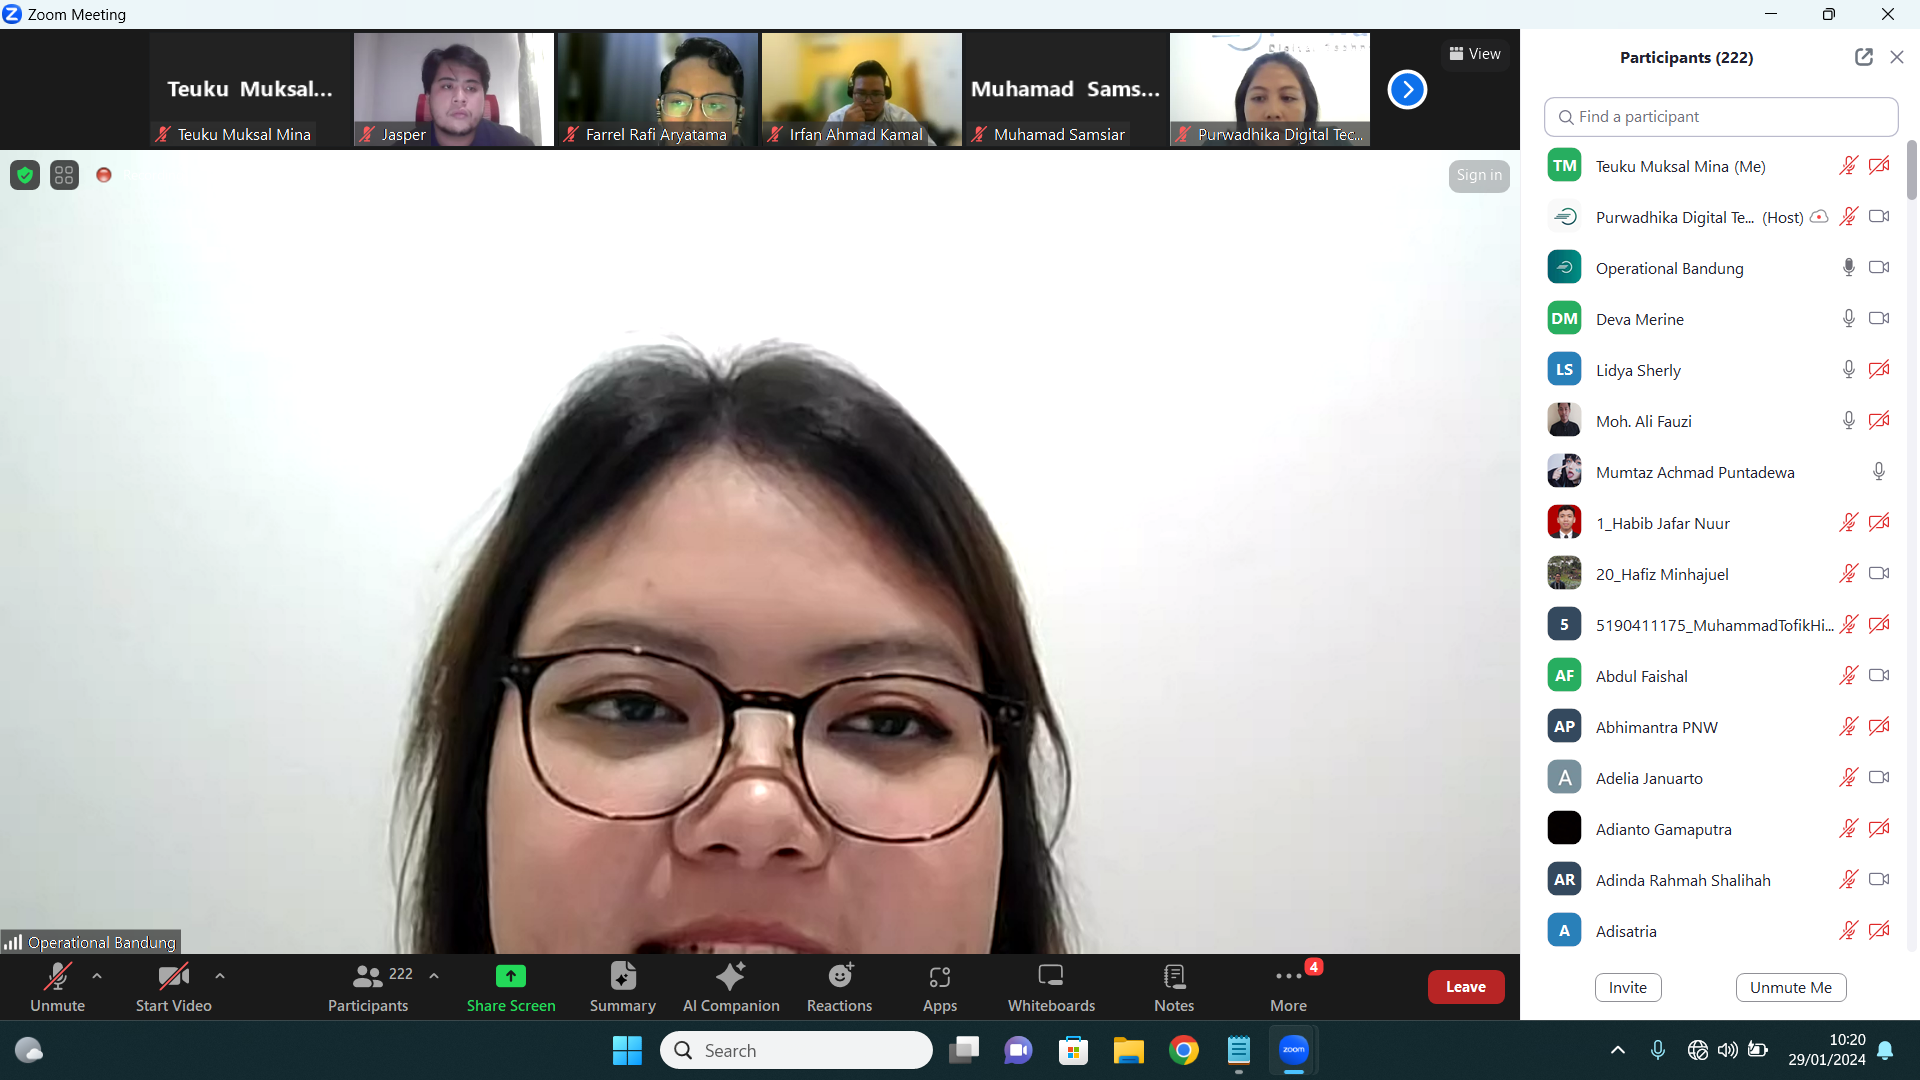 Zoom Meeting
Teuku Muksal...
Teuku Muksal Mina
Jasper
Farrel Rafi Aryatama
Irfan Ahmad Kamal
Muhamad Sams...
Muhamad Samsiar
Purwadhika Digital Tec...
View
Sign in
Operational Bandung
Participants (222)
Find a participant
TM Teuku Muksal Mina (Me)
Purwadhika Digital Te... (Host)
Operational Bandung
DM Deva Merine
LS Lidya Sherly
Moh. Ali Fauzi
Mumtaz Achmad Puntadewa
1_Habib Jafar Nuur
20_Hafiz Minhajuel
5 5190411175_MuhammadTofikHi...
AF Abdul Faishal
AP Abhimantra PNW
A Adelia Januarto
Adianto Gamaputra
AR Adinda Rahmah Shalihah
A Adisatria
Invite
Unmute Me
Unmute
Start Video
222
Participants
Share Screen
Summary
AI Companion
Reactions
Apps
Whiteboards
Notes
4
More
Leave
Search
zoom
10:20
29/01/2024